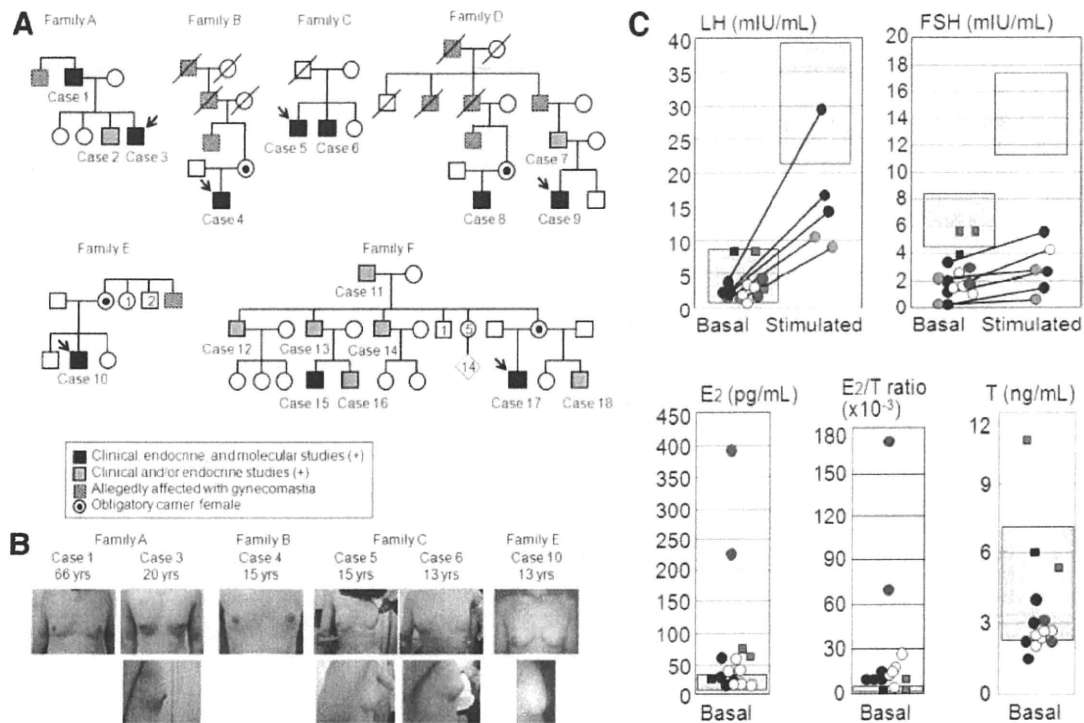 A
Family A
Family B
Family C
Family D
Case 1
Case 2 Case 3
Case 4
Case 5 Case 6
Case 7
Case 8
Case 9
Family E
Family F
1 2
Case 10
Case 11
Case 12
Case 13
Case 14
1
5
14
Case 15
Case 16
Case 17
Case 18
Clinical, endocrine, and molecular studies (+)
Clinical and/or endocrine studies (+)
Allegedly affected with gynecomastia
Obligatory carrier female
B
Family A
Family B
Family C
Family E
Case 1
Case 3
Case 4
Case 5
Case 6
Case 10
66 yrs
20 yrs
15 yrs
15 yrs
13 yrs
13 yrs
C
LH (mIU/mL)
40
35
30
25
20
15
10
5
0
Basal Stimulated
FSH (mIU/mL)
20
18
16
14
12
10
8
6
4
2
0
Basal Stimulated
E2 (pg/mL)
450
400
350
300
250
200
150
100
50
0
Basal
E2/T ratio
(x10-3)
180
150
120
90
60
30
0
Basal
T (ng/mL)
12
9
6
3
0
Basal